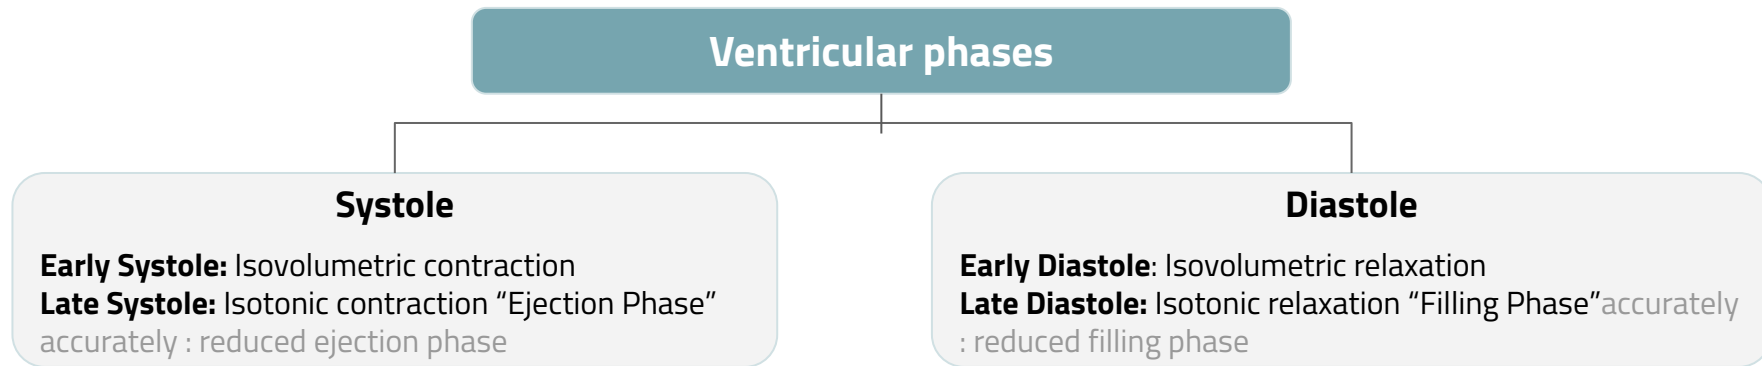 Ventricular phases
Systole
Early Systole: Isovolumetric contraction
Late Systole: Isotonic contraction “Ejection Phase”
accurately : reduced ejection phase
Diastole
Early Diastole: Isovolumetric relaxation
Late Diastole: Isotonic relaxation “Filling Phase”accurately
: reduced filling phase